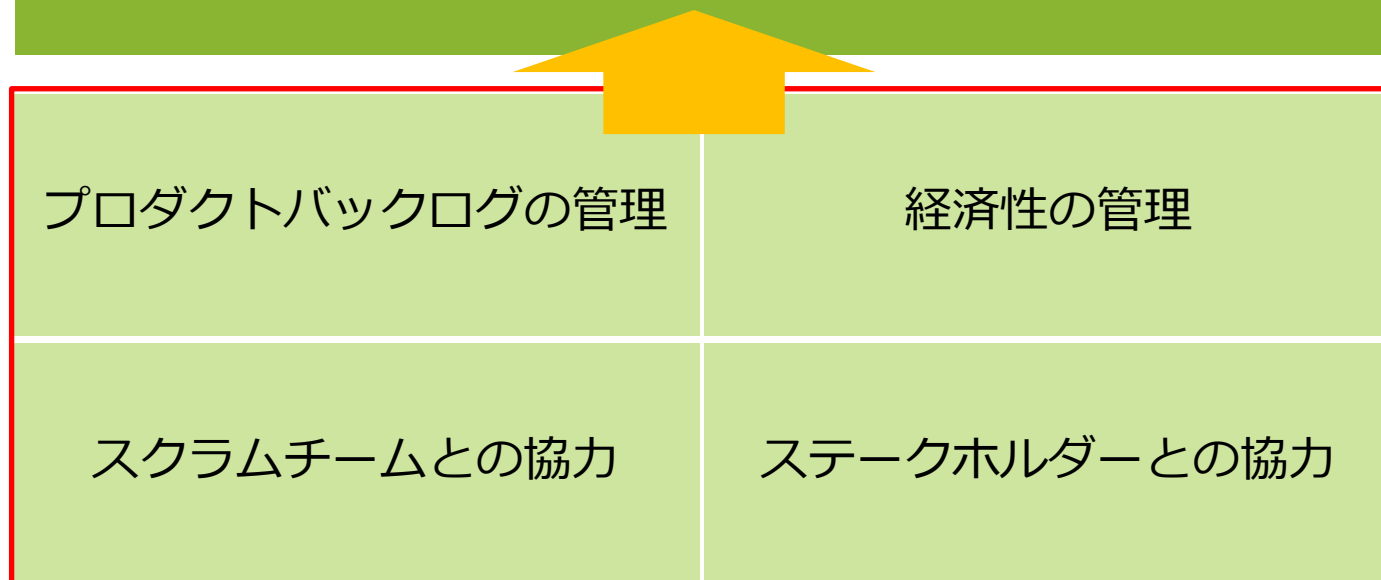 プロダクトバックログの管理
経済性の管理
スクラムチームとの協力
ステークホルダーとの協力